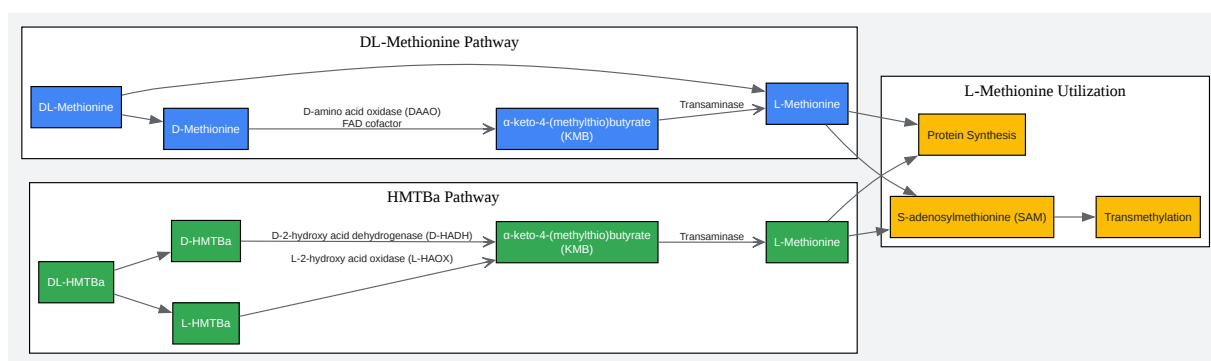 DL-Methionine Pathway
DL-Methionine
D-Methionine
D-amino acid oxidase (DAAO)
FAD cofactor
α-keto-4-(methylthio)butyrate
(KMB)
Transaminase
L-Methionine
HMTBa Pathway
DL-HMTBa
D-HMTBa
L-HMTBa
D-2-hydroxy acid dehydrogenase (D-HADH)
L-2-hydroxy acid oxidase (L-HAOX)
α-keto-4-(methylthio)butyrate
(KMB)
Transaminase
L-Methionine
L-Methionine Utilization
Protein Synthesis
S-adenosylmethionine (SAM)
Transmethylation